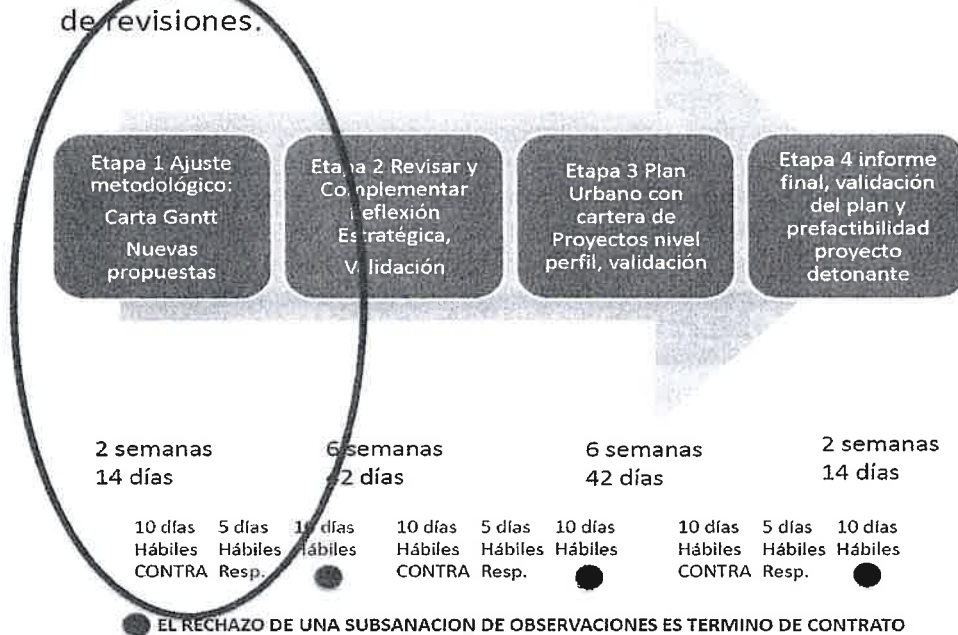 de revisiones.
Etapa 1 Ajuste
metodológico:
Carta Gantt
Nuevas
propuestas
Etapa 2 Revisar y
Complementar
Reflexión
Estratégica,
Validación
Etapa 3 Plan
Urbano con
cartera de
Proyectos nivel
perfil, validación
Etapa 4 informe
final, validación
del plan y
prefactibilidad
proyecto
detonante
2 semanas
14 días
6 semanas
42 días
6 semanas
42 días
2 semanas
14 días
10 días
Hábiles
CONTRA
5 días
Hábiles
Resp.
10 días
Hábiles
10 días
Hábiles
CONTRA
5 días
Hábiles
Resp.
10 días
Hábiles
10 días
Hábiles
CONTRA
5 días
Hábiles
Resp.
10 días
Hábiles
EL RECHAZO DE UNA SUBSANACION DE OBSERVACIONES ES TERMINO DE CONTRATO